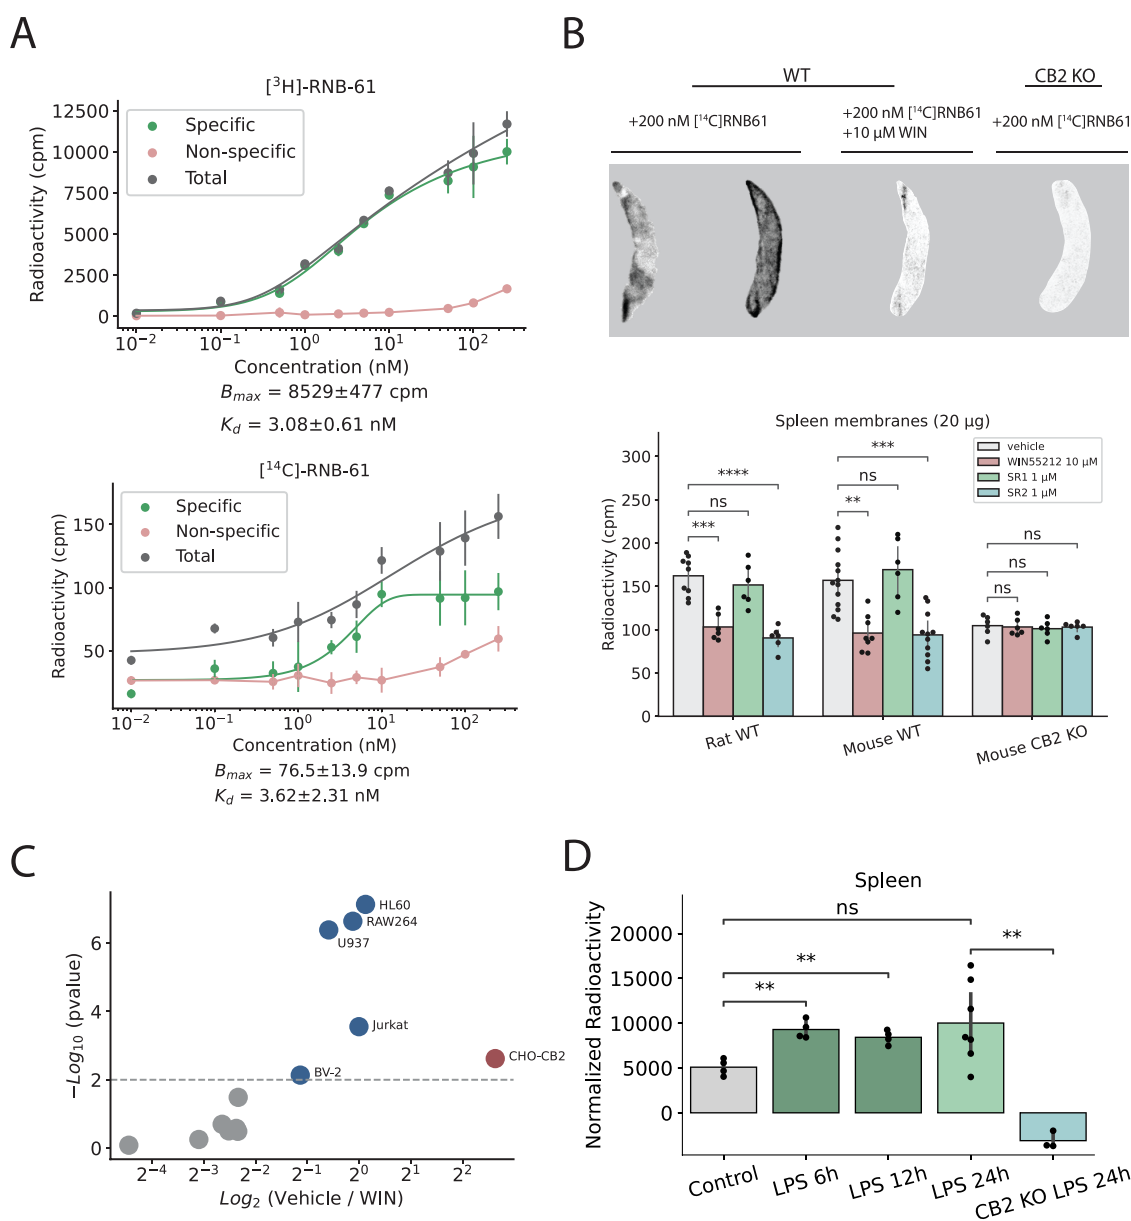 A
[³H]-RNB-61
Specific
Non-specific
Total
Radioactivity (cpm)
12500
10000
7500
5000
2500
0
10⁻² 10⁻¹ 10⁰ 10¹ 10²
Concentration (nM)
B_max = 8529±477 cpm
K_d = 3.08±0.61 nM
[¹⁴C]-RNB-61
Specific
Non-specific
Total
Radioactivity (cpm)
150
100
50
10⁻² 10⁻¹ 10⁰ 10¹ 10²
Concentration (nM)
B_max = 76.5±13.9 cpm
K_d = 3.62±2.31 nM
B
WT
CB2 KO
+200 nM [¹⁴C]RNB61
+200 nM [¹⁴C]RNB61
+10 µM WIN
+200 nM [¹⁴C]RNB61
Spleen membranes (20 µg)
vehicle
WIN55212 10 µM
SR1 1 µM
SR2 1 µM
Radioactivity (cpm)
300
250
200
150
100
50
0
****
ns
***
***
ns
**
ns
ns
ns
Rat WT
Mouse WT
Mouse CB2 KO
C
−Log₁₀ (pvalue)
6
4
2
0
HL60
RAW264
U937
Jurkat
CHO-CB2
BV-2
2⁻⁴ 2⁻³ 2⁻² 2⁻¹ 2⁰ 2¹ 2²
Log₂ (Vehicle / WIN)
D
Spleen
Normalized Radioactivity
20000
15000
10000
5000
0
ns
**
**
**
Control
LPS 6h
LPS 12h
LPS 24h
CB2 KO LPS 24h